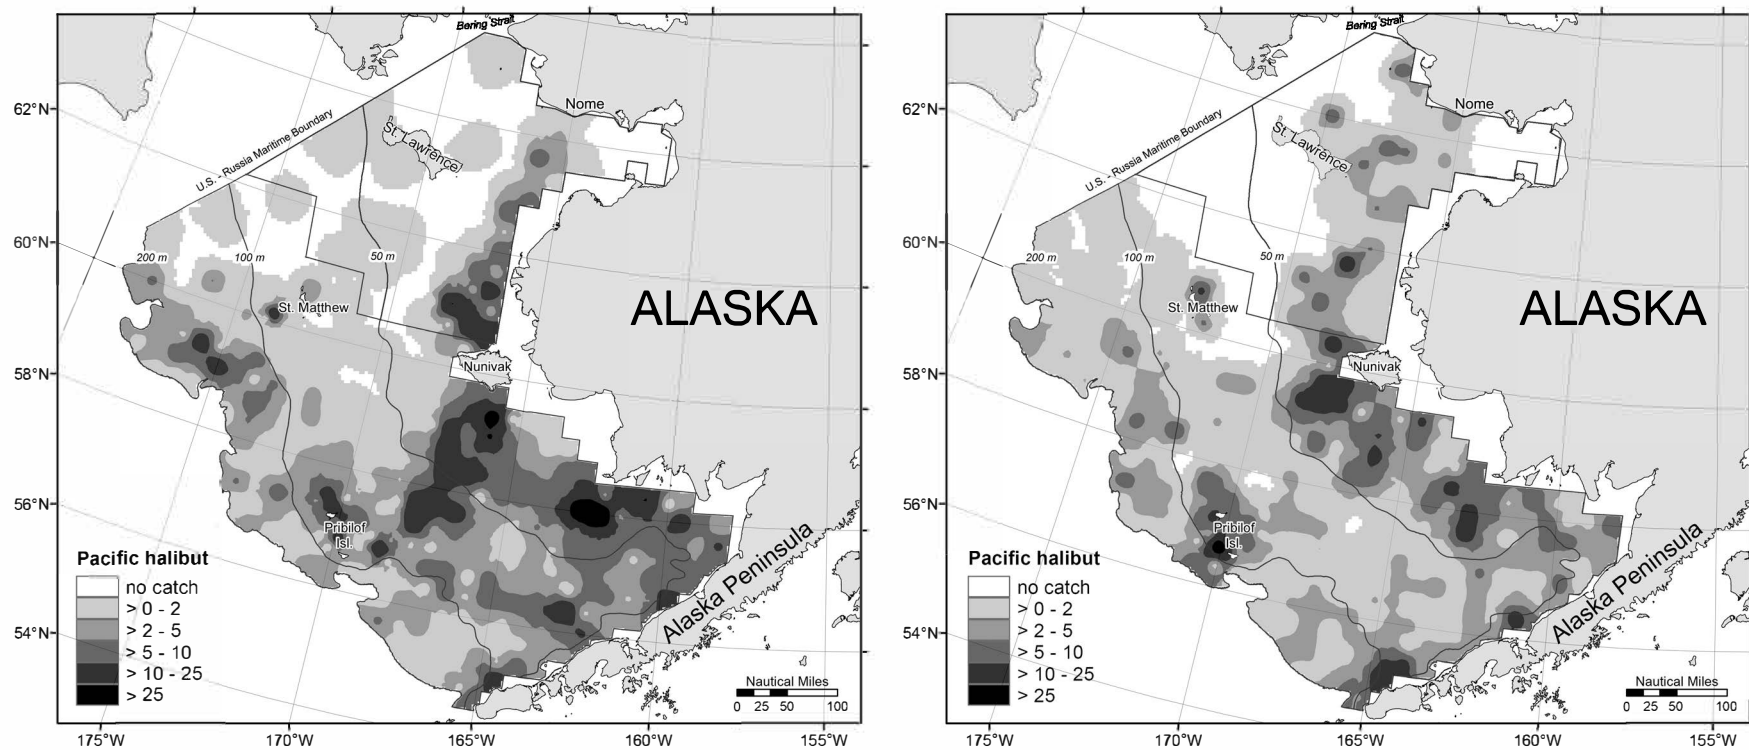 Bering Strait
Nome
62°N
St. Lawrence
U.S. - Russia Maritime Boundary
60°N
200 m
100 m
50 m
St. Matthew
ALASKA
58°N
Nunivak
56°N
Pribilof
Isl.
Alaska Peninsula
Pacific halibut
no catch
> 0 - 2
> 2 - 5
> 5 - 10
> 10 - 25
> 25
54°N
Nautical Miles
0 25 50 100
175°W 170°W 165°W 160°W 155°W
Bering Strait
Nome
62°N
St. Lawrence
U.S. - Russia Maritime Boundary
60°N
200 m
100 m
50 m
St. Matthew
ALASKA
58°N
Nunivak
56°N
Pribilof
Isl.
Alaska Peninsula
Pacific halibut
no catch
> 0 - 2
> 2 - 5
> 5 - 10
> 10 - 25
> 25
54°N
Nautical Miles
0 25 50 100
175°W 170°W 165°W 160°W 155°W